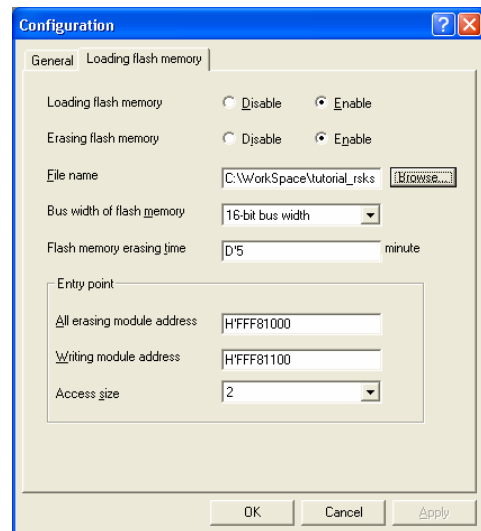 Configuration
General Loading flash memory
Loading flash memory Disable Enable
Erasing flash memory Disable Enable
File name C:\WorkSpace\tutorial_rsks Browse...
Bus width of flash memory 16-bit bus width
Flash memory erasing time D'5 minute
Entry point
All erasing module address H'FFF81000
Writing module address H'FFF81100
Access size 2
OK Cancel Apply